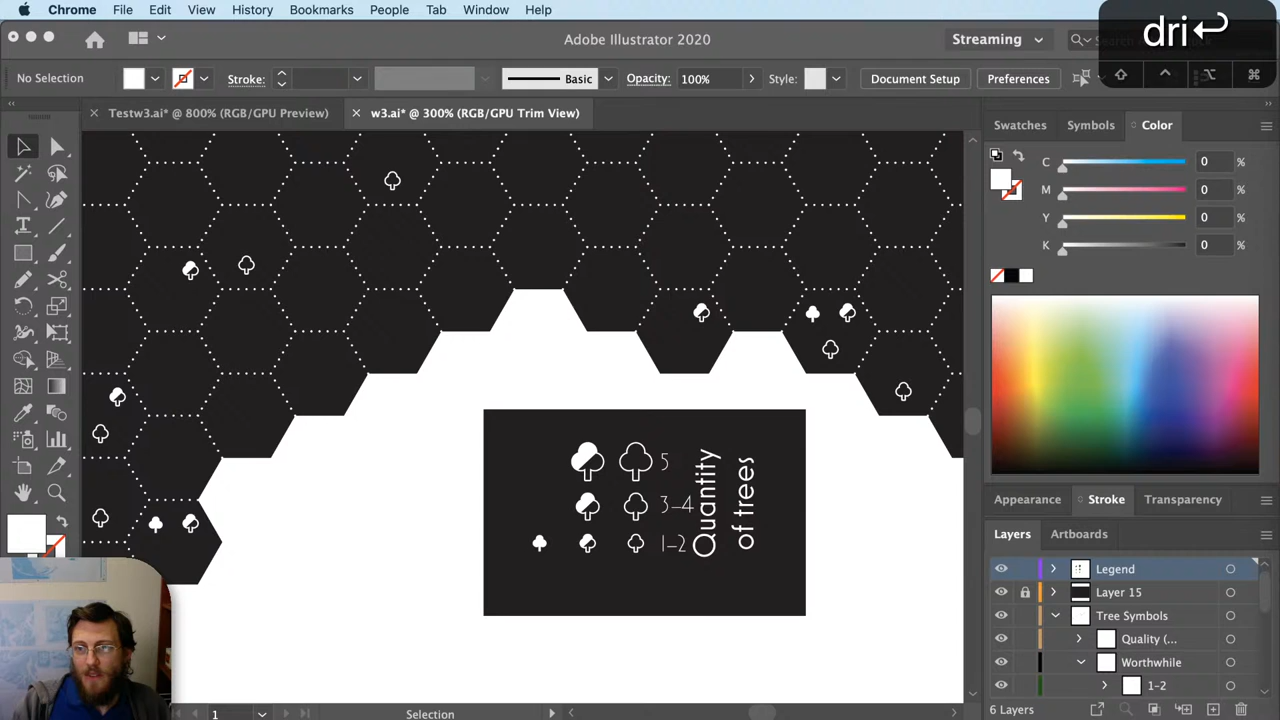 Chrome File Edit View History Bookmarks People Tab Window Help
dri
Adobe Illustrator 2020
Streaming
No Selection
Stroke:
Basic
Opacity: 100%
Style:
Document Setup
Preferences
Testw3.ai* @ 800% (RGB/GPU Preview)
w3.ai* @ 300% (RGB/GPU Trim View)
Swatches Symbols Color
C 0 %
M 0 %
Y 0 %
K 0 %
5
3–4
1–2
Quantity
of trees
Appearance Stroke Transparency
Layers Artboards
Legend
Layer 15
Tree Symbols
Quality (...
Worthwhile
1-2
6 Layers
1
Selection